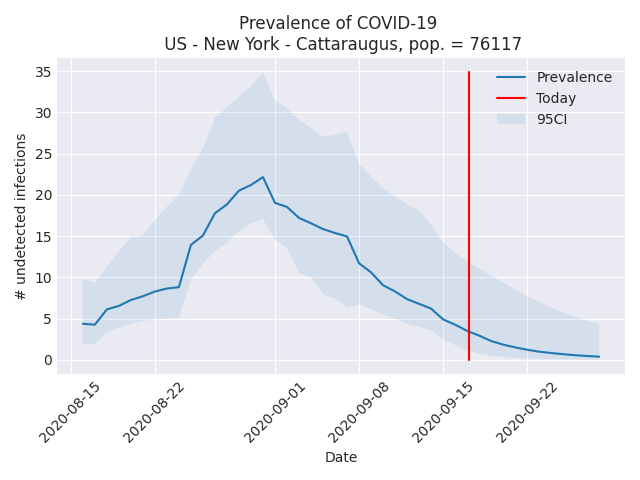 Prevalence of COVID-19
US - New York - Cattaraugus, pop. = 76117
35
30
25
20
15
10
5
0
# undetected infections
Prevalence
Today
95CI
2020-08-15
2020-08-22
2020-09-01
2020-09-08
2020-09-15
2020-09-22
Date